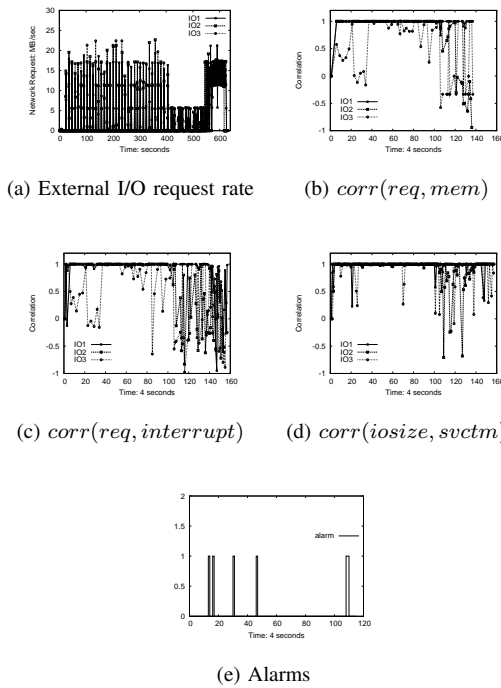 Network Request: MB/sec
25
20
15
10
5
0
0 100 200 300 400 500 600
Time: seconds
IO1
IO2
IO3
(a) External I/O request rate
Correlation
1
0.5
0
-0.5
-1
0 20 40 60 80 100 120 140 160
Time: 4 seconds
IO1
IO2
IO3
(b) corr(req, mem)
Correlation
1
0.5
0
-0.5
-1
0 20 40 60 80 100 120 140 160
Time: 4 seconds
IO1
IO2
IO3
(c) corr(req, interrupt)
Correlation
1
0.5
0
-0.5
-1
0 20 40 60 80 100 120 140 160
Time: 4 seconds
IO1
IO2
IO3
(d) corr(iosize, svctm)
2
1.5
1
0.5
0
0 20 40 60 80 100 120
Time: 4 seconds
alarm
(e) Alarms